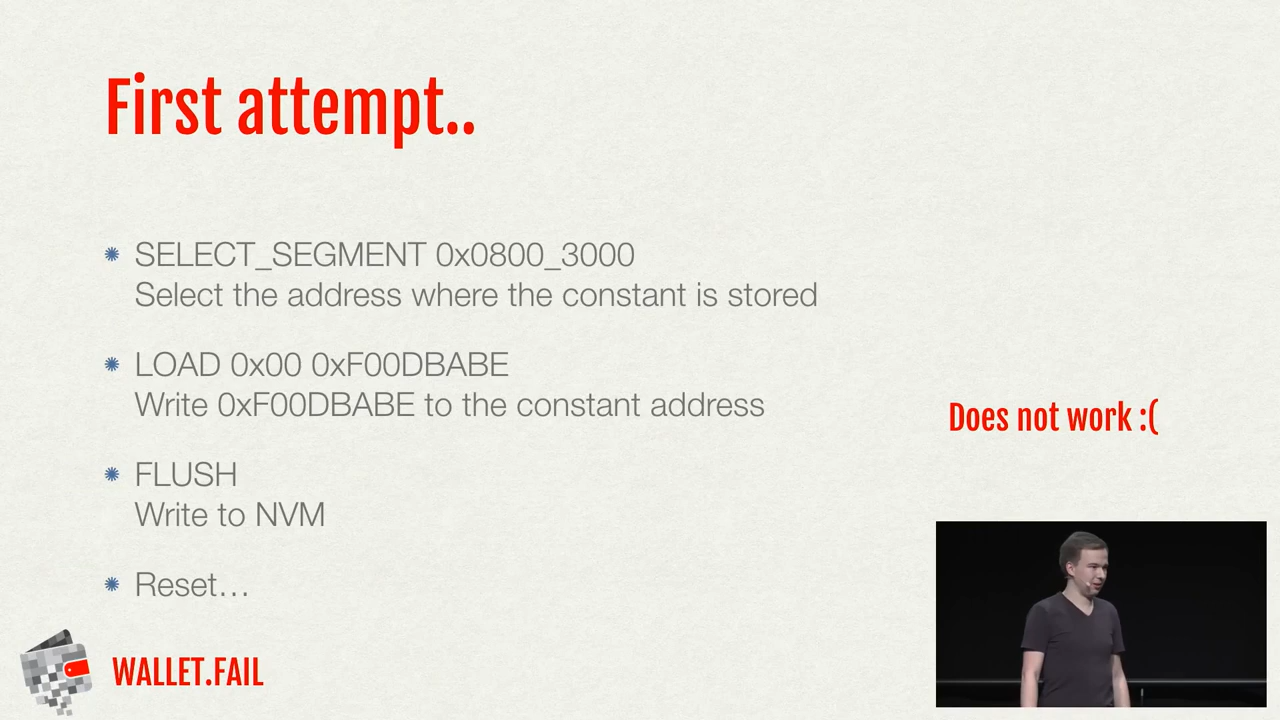 First attempt..
SELECT_SEGMENT 0x0800_3000
Select the address where the constant is stored
LOAD 0x00 0xF00DBABE
Write 0xF00DBABE to the constant address
Does not work :(
FLUSH
Write to NVM
Reset…
WALLET.FAIL